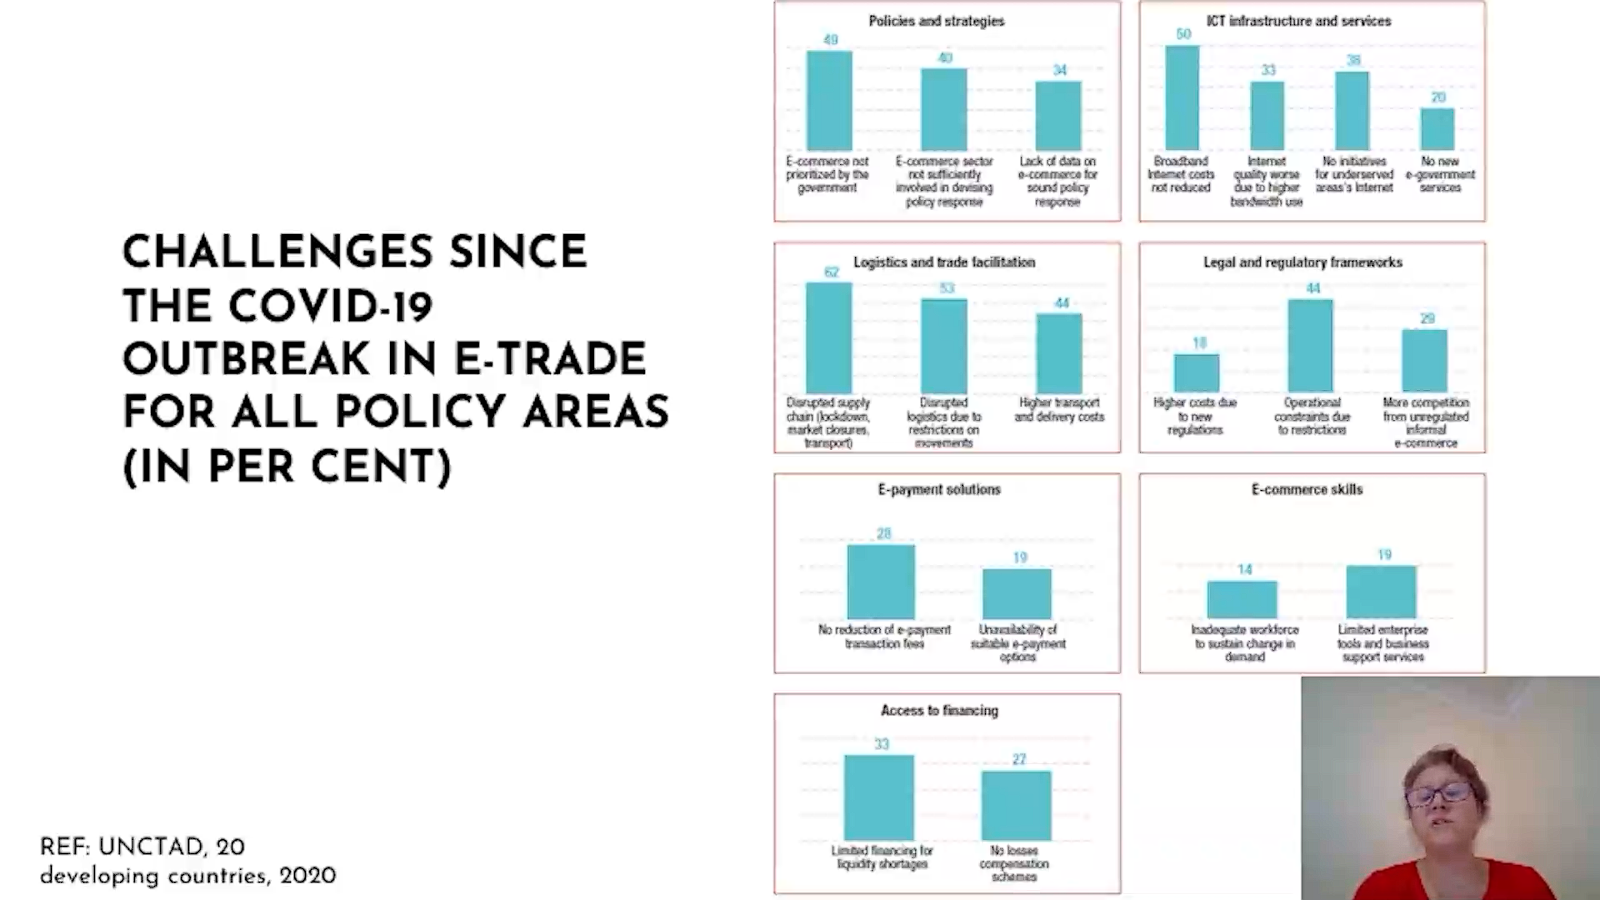 CHALLENGES SINCE
THE COVID-19
OUTBREAK IN E-TRADE
FOR ALL POLICY AREAS
(IN PER CENT)
REF: UNCTAD, 20
developing countries, 2020
Policies and strategies
49
40
34
E-commerce not
prioritized by the
government
E-commerce sector
not sufficiently
involved in devising
policy response
Lack of data on
e-commerce for
sound policy
response
ICT infrastructure and services
50
33
38
20
Broadband
Internet costs
not reduced
Internet
quality worse
due to higher
bandwidth use
No initiatives
for underserved
areas's Internet
No new
e-government
services
Logistics and trade facilitation
62
53
44
Disrupted supply
chain (lockdown,
market closures,
transport)
Disrupted
logistics due to
restrictions on
movements
Higher transport
and delivery costs
Legal and regulatory frameworks
18
44
29
Higher costs due
to new
regulations
Operational
constraints due
to restrictions
More competition
from unregulated
informal
e-commerce
E-payment solutions
28
19
No reduction of e-payment
transaction fees
Unavailability of
suitable e-payment
options
E-commerce skills
14
19
Inadequate workforce
to sustain change in
demand
Limited enterprise
tools and business
support services
Access to financing
33
27
Limited financing for
liquidity shortages
No losses
compensation
schemes